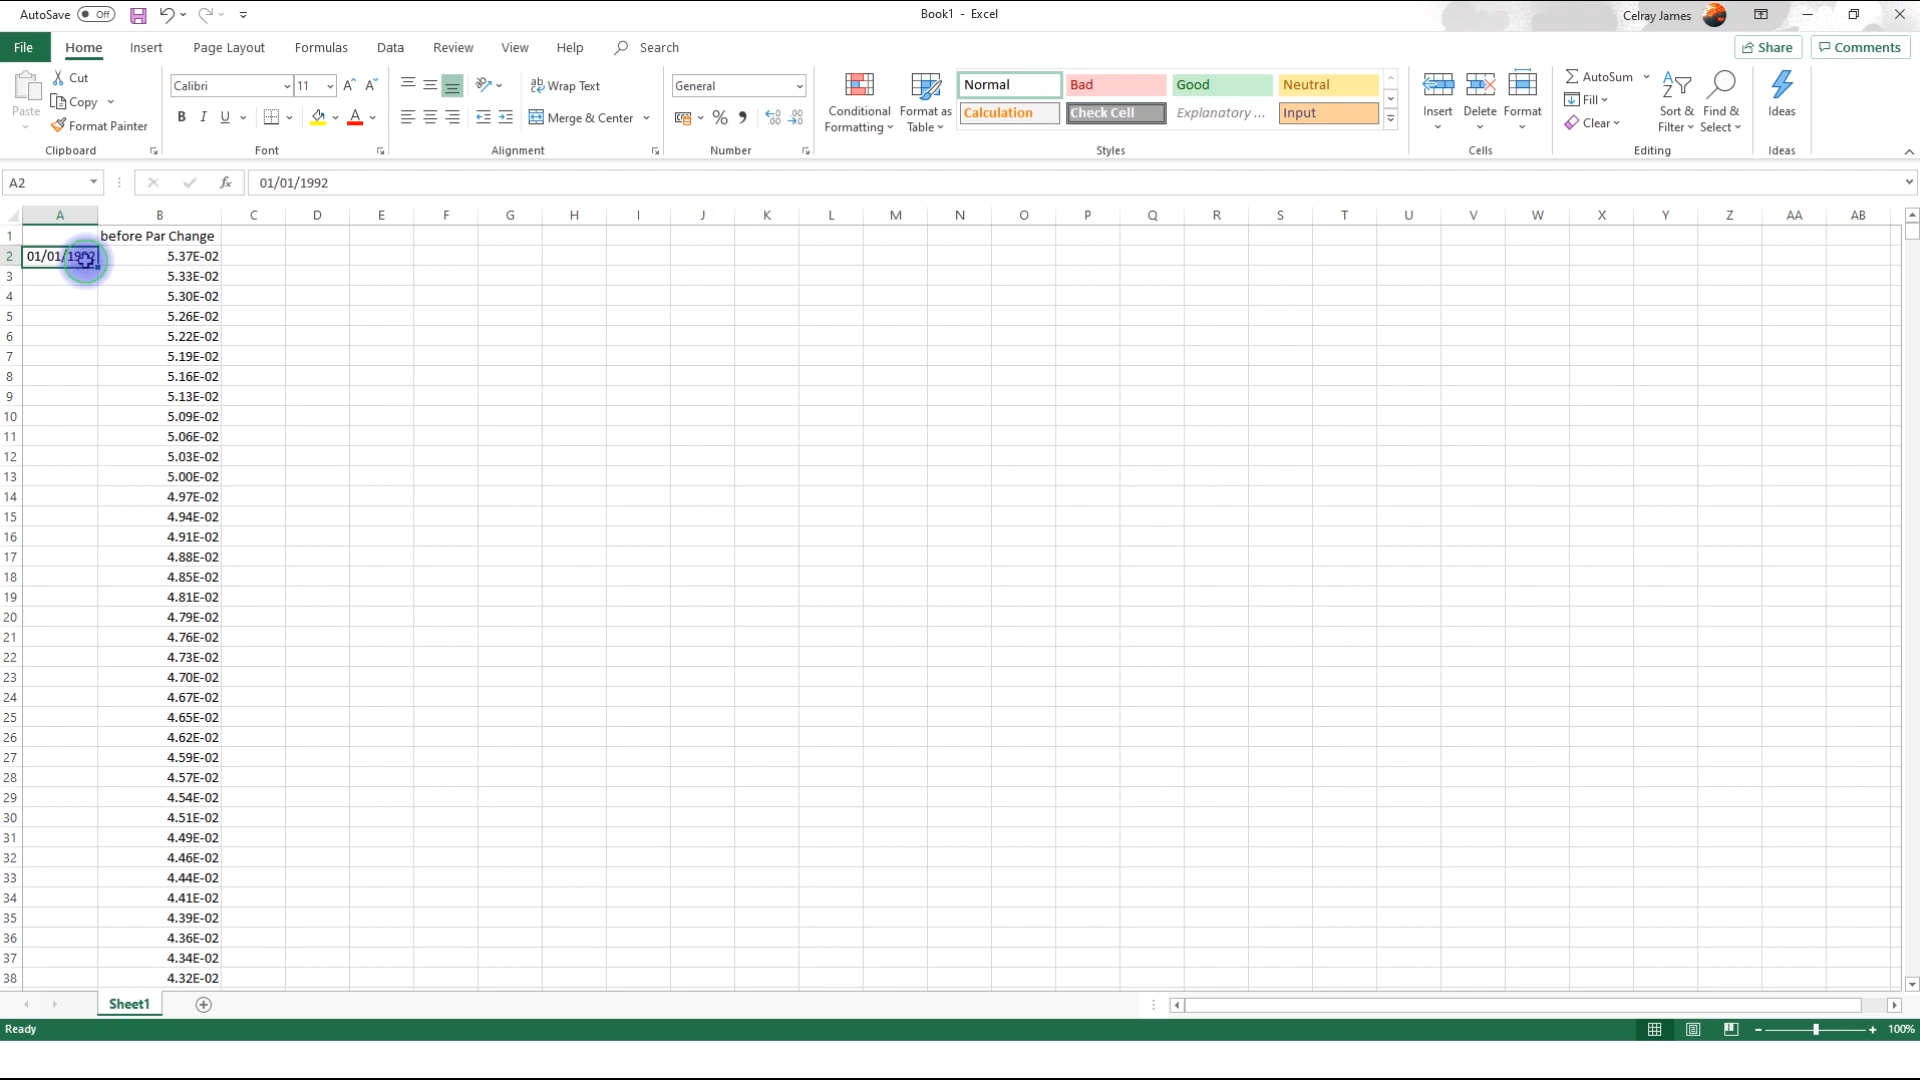 AutoSave Off
Book1 - Excel
Celray James
File Home Insert Page Layout Formulas Data Review View Help Search
Share Comments
Paste
Cut
Copy
Format Painter
Clipboard
Calibri 11
B I U
Font
Wrap Text
Merge & Center
Alignment
General
Number
Conditional Formatting
Format as Table
Normal Bad Good Neutral
Calculation Check Cell Explanatory ... Input
Styles
Insert Delete Format
Cells
AutoSum
Fill
Clear
Sort & Filter
Find & Select
Editing
Ideas
Ideas
A2 fx 01/01/1992
A B C D E F G H I J K L M N O P Q R S T U V W X Y Z AA AB
1 before Par Change
2 01/01/1992 5.37E-02
3 5.33E-02
4 5.30E-02
5 5.26E-02
6 5.22E-02
7 5.19E-02
8 5.16E-02
9 5.13E-02
10 5.09E-02
11 5.06E-02
12 5.03E-02
13 5.00E-02
14 4.97E-02
15 4.94E-02
16 4.91E-02
17 4.88E-02
18 4.85E-02
19 4.81E-02
20 4.79E-02
21 4.76E-02
22 4.73E-02
23 4.70E-02
24 4.67E-02
25 4.65E-02
26 4.62E-02
27 4.59E-02
28 4.57E-02
29 4.54E-02
30 4.51E-02
31 4.49E-02
32 4.46E-02
33 4.44E-02
34 4.41E-02
35 4.39E-02
36 4.36E-02
37 4.34E-02
38 4.32E-02
Sheet1
Ready
100%